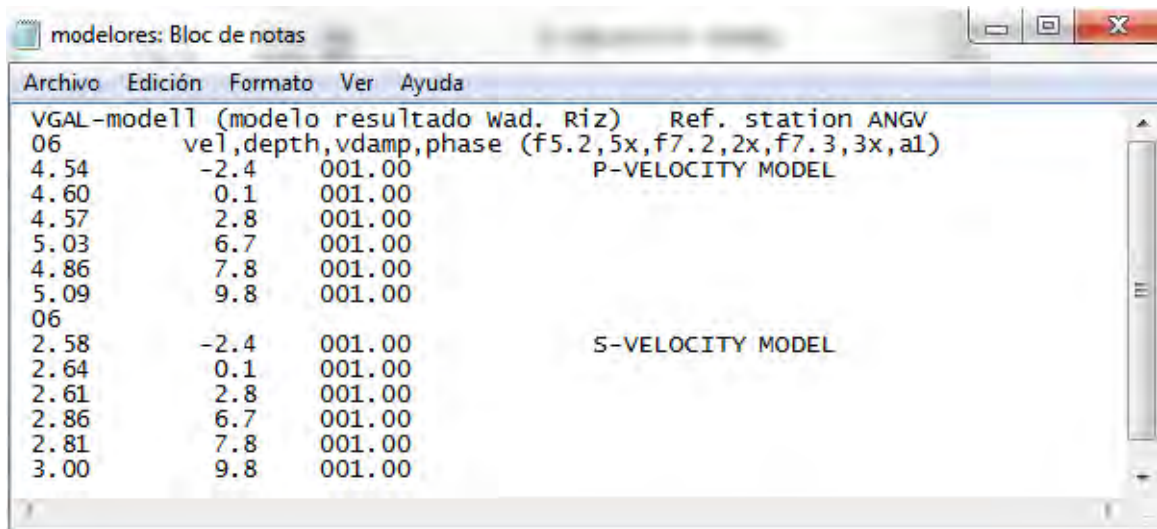 modelores: Bloc de notas
Archivo Edición Formato Ver Ayuda
VGAL-modell (modelo resultado Wad. Riz) Ref. station ANGV
06 vel,depth,vdamp,phase (f5.2,5x,f7.2,2x,f7.3,3x,a1)
4.54 -2.4 001.00 P-VELOCITY MODEL
4.60 0.1 001.00
4.57 2.8 001.00
5.03 6.7 001.00
4.86 7.8 001.00
5.09 9.8 001.00
06
2.58 -2.4 001.00 S-VELOCITY MODEL
2.64 0.1 001.00
2.61 2.8 001.00
2.86 6.7 001.00
2.81 7.8 001.00
3.00 9.8 001.00